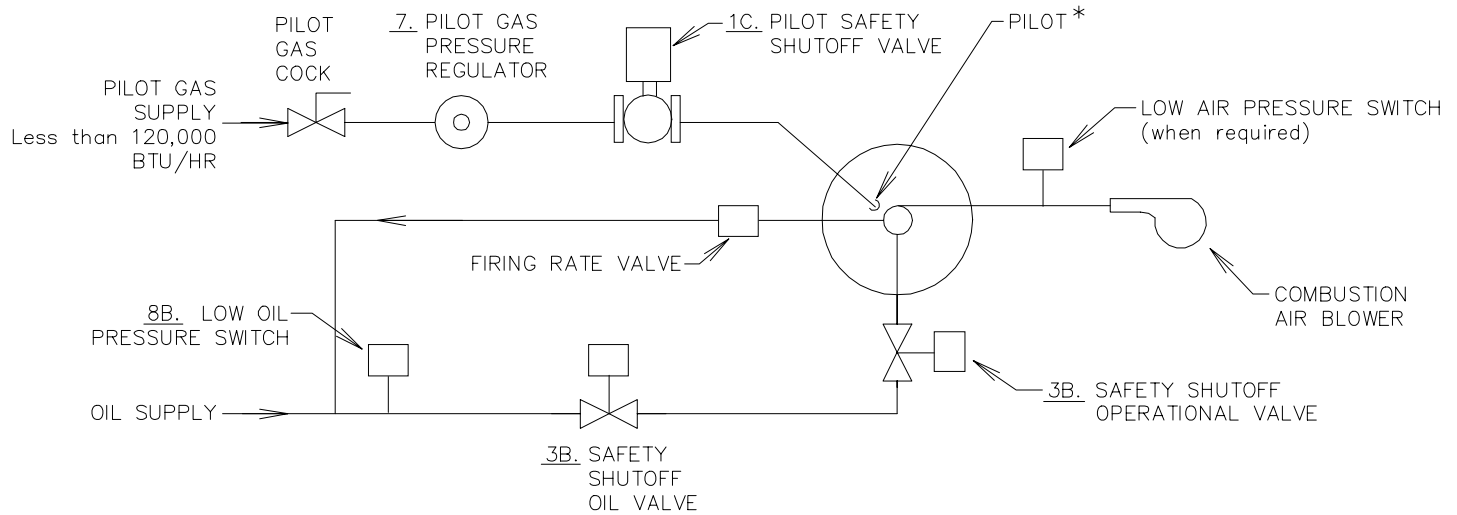 PILOT
GAS
COCK
7. PILOT GAS
PRESSURE
REGULATOR
1C. PILOT SAFETY
SHUTOFF VALVE
PILOT*
PILOT GAS
SUPPLY
Less than 120,000
BTU/HR
LOW AIR PRESSURE SWITCH
(when required)
FIRING RATE VALVE
COMBUSTION
AIR BLOWER
8B. LOW OIL
PRESSURE SWITCH
OIL SUPPLY
3B. SAFETY SHUTOFF
OPERATIONAL VALVE
3B. SAFETY
SHUTOFF
OIL VALVE